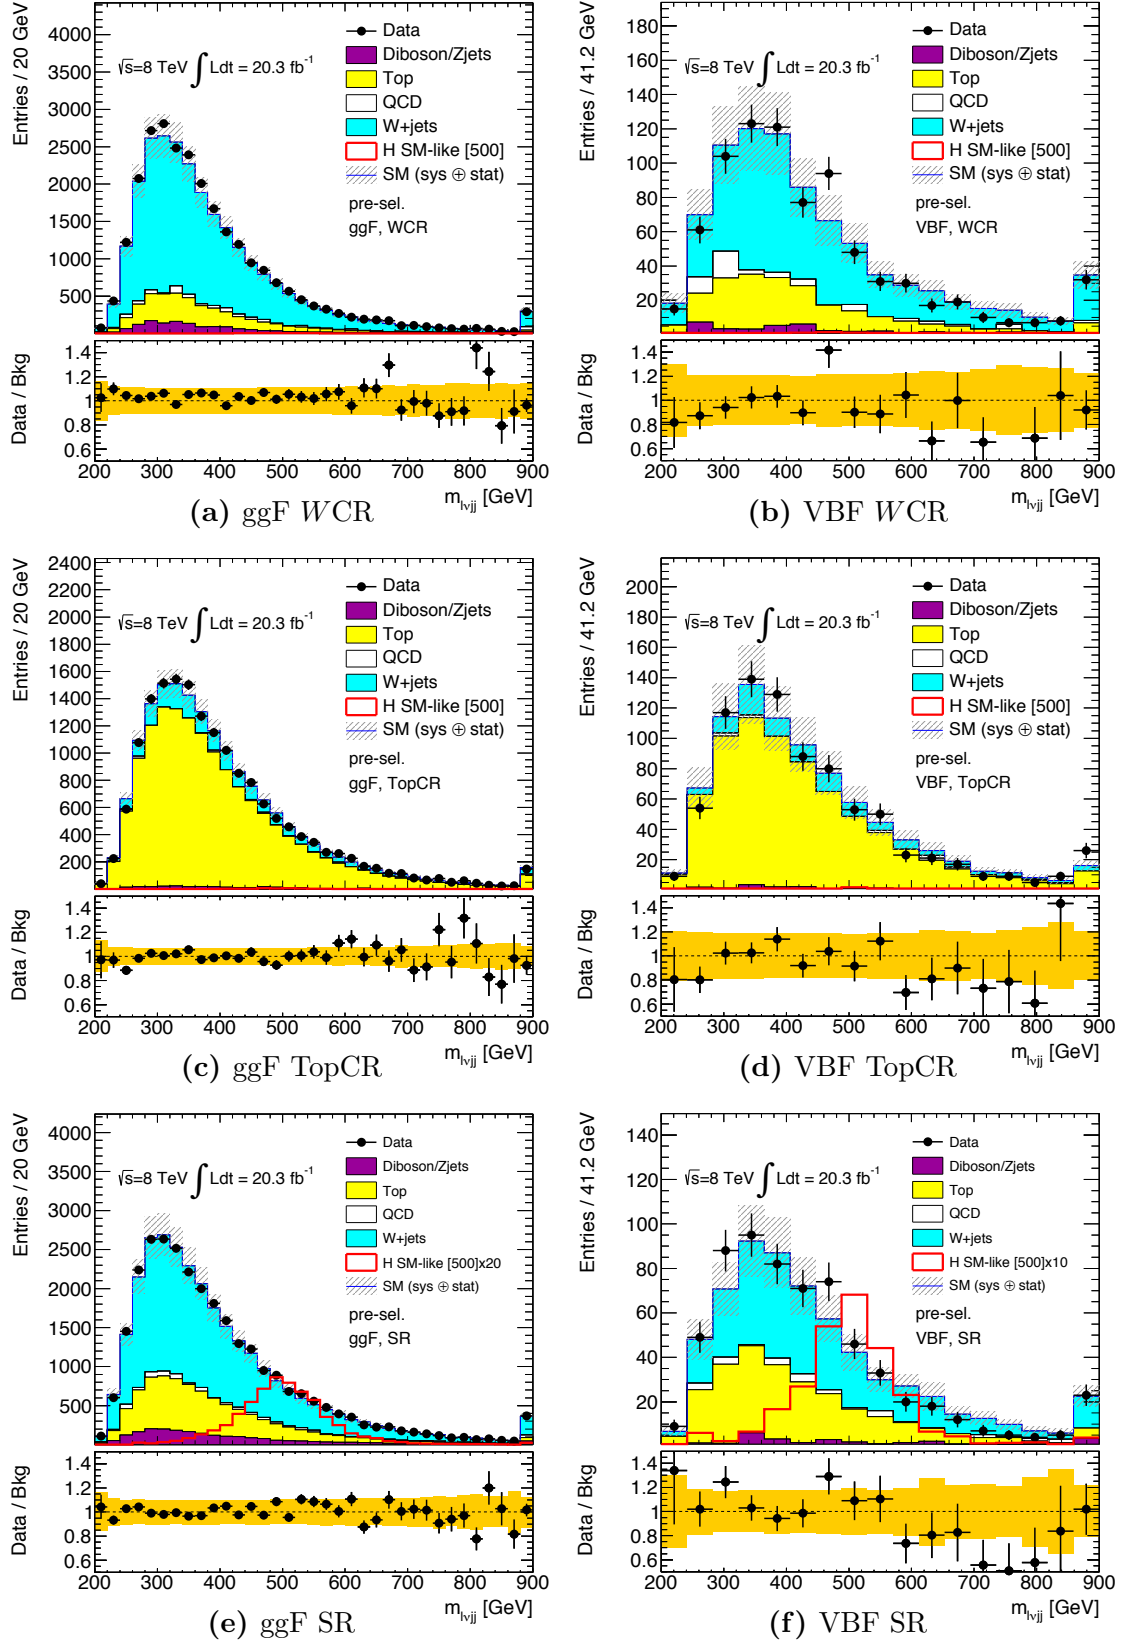 Entries / 20 GeV
4000
3500
3000
2500
2000
1500
1000
500
√s=8 TeV ∫ Ldt = 20.3 fb⁻¹
Data
Diboson/Zjets
Top
QCD
W+jets
H SM-like [500]
SM (sys ⊕ stat)
pre-sel.
ggF, WCR
Data / Bkg
1.4
1.2
1
0.8
0.6
200 300 400 500 600 700 800 900
m_lvjj [GeV]
(a) ggF WCR
Entries / 41.2 GeV
180
160
140
120
100
80
60
40
20
√s=8 TeV ∫ Ldt = 20.3 fb⁻¹
Data
Diboson/Zjets
Top
QCD
W+jets
H SM-like [500]
SM (sys ⊕ stat)
pre-sel.
VBF, WCR
Data / Bkg
1.4
1.2
1
0.8
0.6
200 300 400 500 600 700 800 900
m_lvjj [GeV]
(b) VBF WCR
Entries / 20 GeV
2400
2200
2000
1800
1600
1400
1200
1000
800
600
400
200
√s=8 TeV ∫ Ldt = 20.3 fb⁻¹
Data
Diboson/Zjets
Top
QCD
W+jets
H SM-like [500]
SM (sys ⊕ stat)
pre-sel.
ggF, TopCR
Data / Bkg
1.4
1.2
1
0.8
0.6
200 300 400 500 600 700 800 900
m_lvjj [GeV]
(c) ggF TopCR
Entries / 41.2 GeV
200
180
160
140
120
100
80
60
40
20
√s=8 TeV ∫ Ldt = 20.3 fb⁻¹
Data
Diboson/Zjets
Top
QCD
W+jets
H SM-like [500]
SM (sys ⊕ stat)
pre-sel.
VBF, TopCR
Data / Bkg
1.4
1.2
1
0.8
0.6
200 300 400 500 600 700 800 900
m_lvjj [GeV]
(d) VBF TopCR
Entries / 20 GeV
4000
3500
3000
2500
2000
1500
1000
500
√s=8 TeV ∫ Ldt = 20.3 fb⁻¹
Data
Diboson/Zjets
Top
QCD
W+jets
H SM-like [500]x20
SM (sys ⊕ stat)
pre-sel.
ggF, SR
Data / Bkg
1.4
1.2
1
0.8
0.6
200 300 400 500 600 700 800 900
m_lvjj [GeV]
(e) ggF SR
Entries / 41.2 GeV
140
120
100
80
60
40
20
√s=8 TeV ∫ Ldt = 20.3 fb⁻¹
Data
Diboson/Zjets
Top
QCD
W+jets
H SM-like [500]x10
SM (sys ⊕ stat)
pre-sel.
VBF, SR
Data / Bkg
1.4
1.2
1
0.8
0.6
200 300 400 500 600 700 800 900
m_lvjj [GeV]
(f) VBF SR